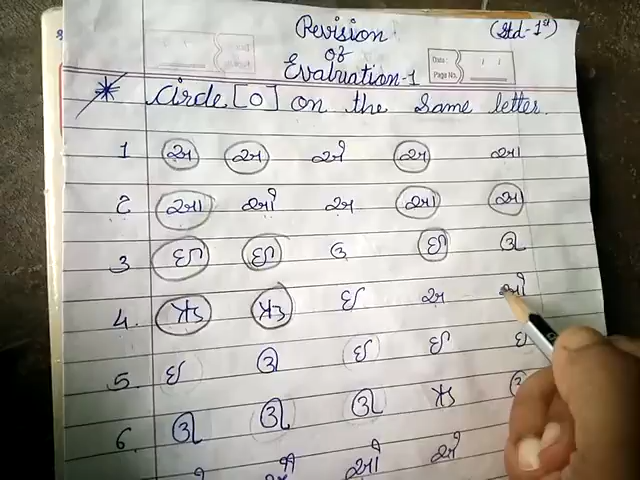 Revision (Std-1st)
of
Evaluation-1
Date :
Page No.
* Circle [O] on the same letter.
1 અ અ એ અ આ
૨ આ ઓ અ આ આ
3 ઈ ઈ ઉ ઈ ઊ
4. ઋ ઋ ઇ અ ઓ
5. ઇ ઊ ઇ ઇ ઇ
6. ઊ ઊ ઊ ઋ
ઓ એ